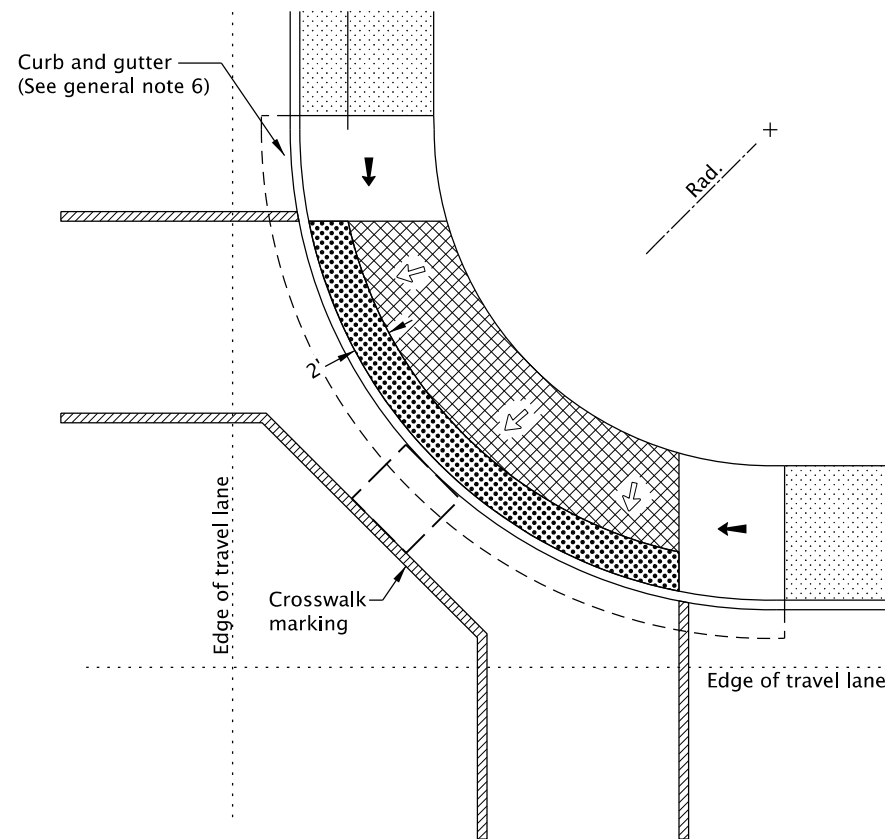 Curb and gutter
(See general note 6)
Rad.
2'
Edge of travel lane
Crosswalk
marking
Edge of travel lane